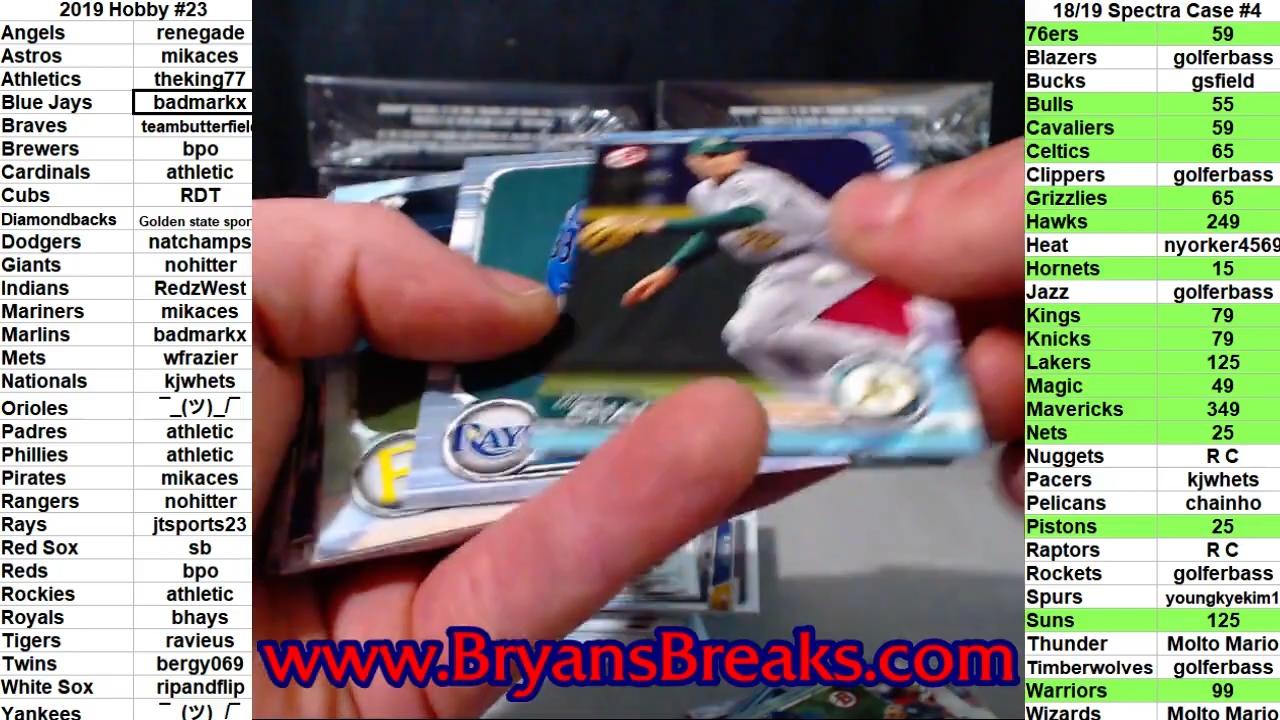 2019 Hobby #23
Angels renegade
Astros mikaces
Athletics theking77
Blue Jays badmarkx
Braves teambutterfiel
Brewers bpo
Cardinals athletic
Cubs RDT
Diamondbacks Golden state spor
Dodgers natchamps
Giants nohitter
Indians RedzWest
Mariners mikaces
Marlins badmarkx
Mets wfrazier
Nationals kjwhets
Orioles ¯_(ツ)_/¯
Padres athletic
Phillies athletic
Pirates mikaces
Rangers nohitter
Rays jtsports23
Red Sox sb
Reds bpo
Rockies athletic
Royals bhays
Tigers ravieus
Twins bergy069
White Sox ripandflip
Yankees ¯_(ツ)_/¯
RAYS
P
www.BryansBreaks.com
18/19 Spectra Case #4
76ers 59
Blazers golferbass
Bucks gsfield
Bulls 55
Cavaliers 59
Celtics 65
Clippers golferbass
Grizzlies 65
Hawks 249
Heat nyorker4569
Hornets 15
Jazz golferbass
Kings 79
Knicks 79
Lakers 125
Magic 49
Mavericks 349
Nets 25
Nuggets R C
Pacers kjwhets
Pelicans chainho
Pistons 25
Raptors R C
Rockets golferbass
Spurs youngkyekim1
Suns 125
Thunder Molto Mario
Timberwolves golferbass
Warriors 99
Wizards Molto Mario